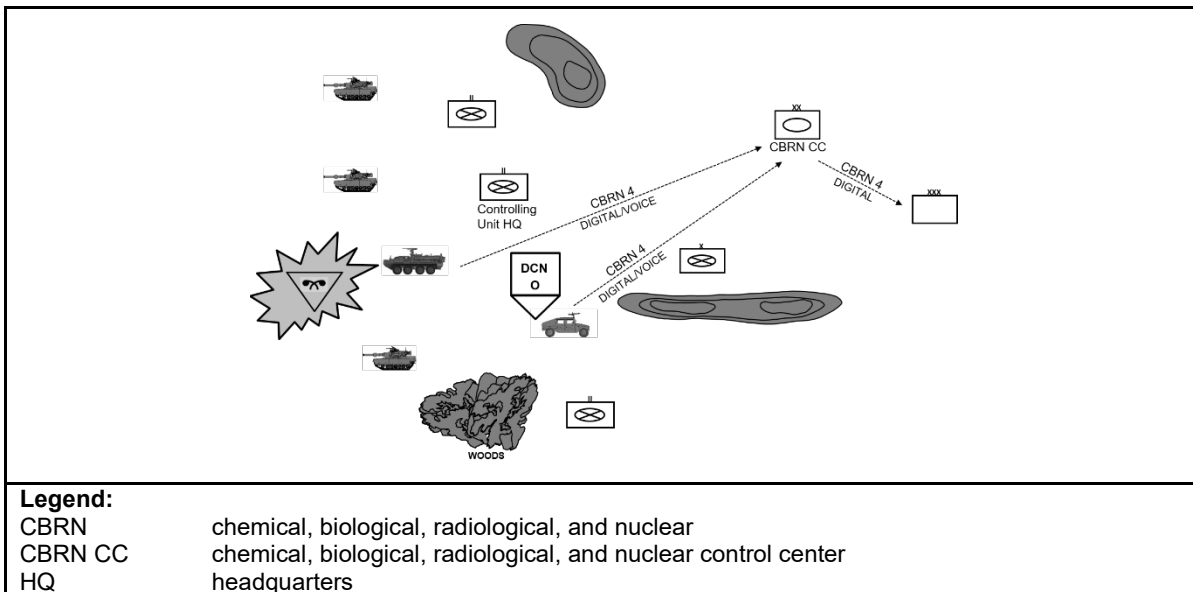 II
XX
CBRN CC
II
Controlling
Unit HQ
CBRN 4
DIGITAL/VOICE
CBRN 4
DIGITAL
XXX
DCN
O
CBRN 4
DIGITAL/VOICE
X
II
WOODS
Legend:
CBRN chemical, biological, radiological, and nuclear
CBRN CC chemical, biological, radiological, and nuclear control center
HQ headquarters